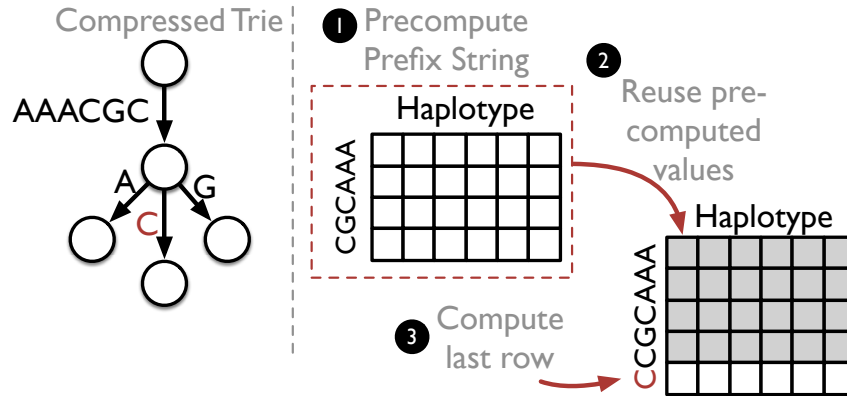 Compressed Trie
AAACGC
A
G
C
1 Precompute
Prefix String
Haplotype
CGCAAA
2
Reuse pre-
computed
values
Haplotype
CCGCAAA
3 Compute
last row